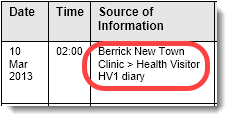 Date Time Source of
Information
10 02:00 Berrick New Town
Mar Clinic > Health Visitor
2013 HV1 diary